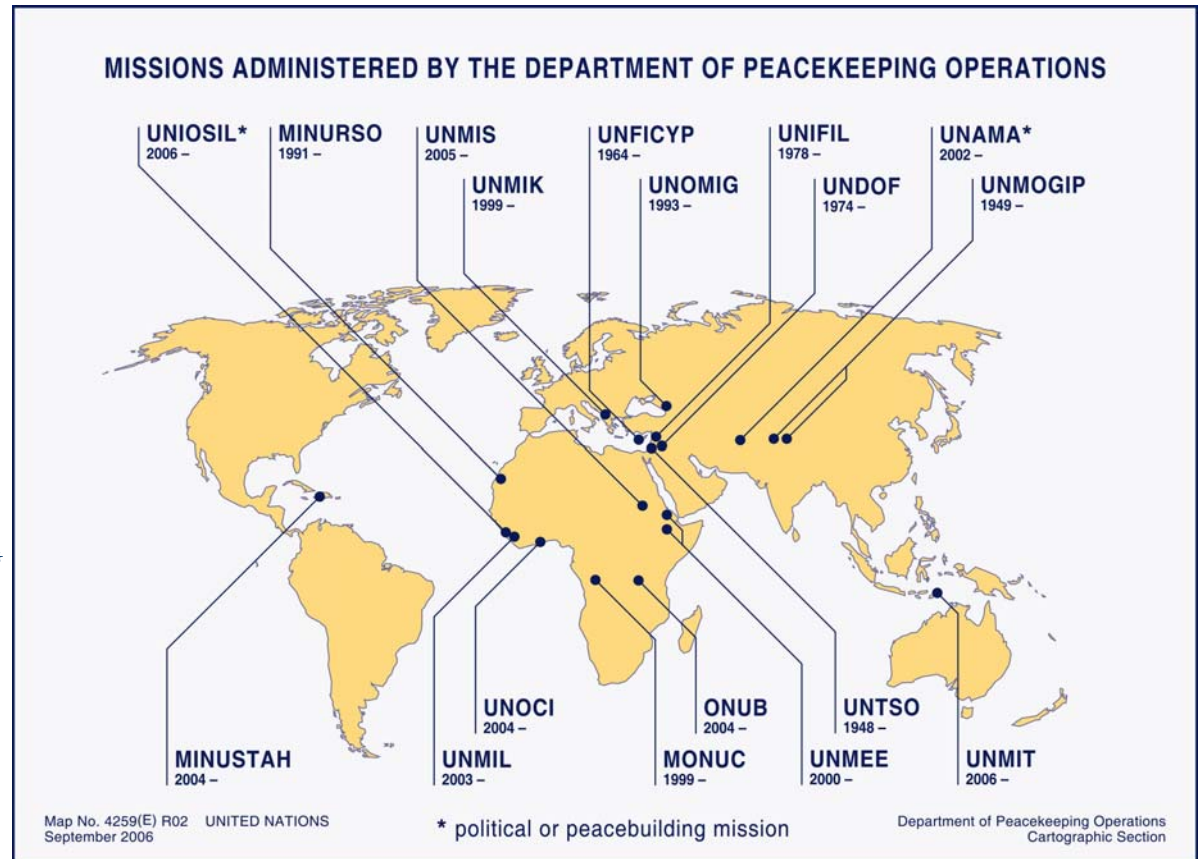 MISSIONS ADMINISTERED BY THE DEPARTMENT OF PEACEKEEPING OPERATIONS
UNIOSIL*
2006 –
MINURSO
1991 –
UNMIS
2005 –
UNFICYP
1964 –
UNIFIL
1978 –
UNAMA*
2002 –
UNMIK
1999 –
UNOMIG
1993 –
UNDOF
1974 –
UNMOGIP
1949 –
UNOCI
2004 –
ONUB
2004 –
UNTSO
1948 –
MINUSTAH
2004 –
UNMIL
2003 –
MONUC
1999 –
UNMEE
2000 –
UNMIT
2006 –
Map No. 4259(E) R02 UNITED NATIONS
September 2006
* political or peacebuilding mission
Department of Peacekeeping Operations
Cartographic Section